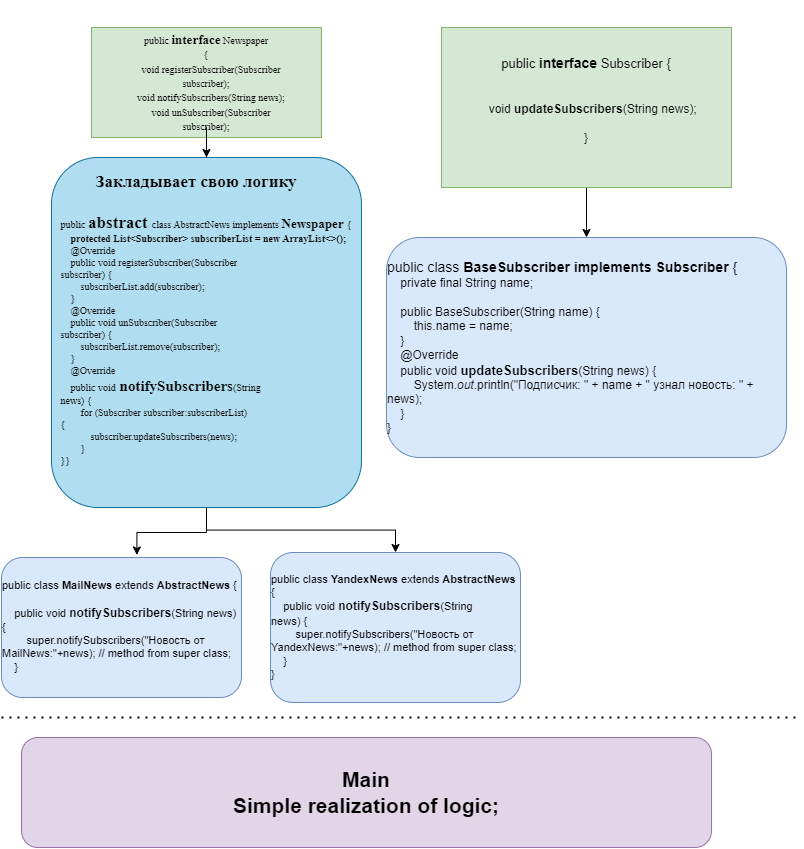 public interface Newspaper
{
void registerSubscriber(Subscriber
subscriber);
void notifySubscribers(String news);
void unSubscriber(Subscriber
subscriber);
public interface Subscriber {
void updateSubscribers(String news);
}
Закладывает свою логику
public abstract class AbstractNews implements Newspaper {
protected List<Subscriber> subscriberList = new ArrayList<>();
@Override
public void registerSubscriber(Subscriber
subscriber) {
subscriberList.add(subscriber);
}
@Override
public void unSubscriber(Subscriber
subscriber) {
subscriberList.remove(subscriber);
}
@Override
public void notifySubscribers(String
news) {
for (Subscriber subscriber:subscriberList)
{
subscriber.updateSubscribers(news);
}
}}
public class BaseSubscriber implements Subscriber {
private final String name;
public BaseSubscriber(String name) {
this.name = name;
}
@Override
public void updateSubscribers(String news) {
System.out.println("Подписчик: " + name + " узнал новость: " +
news);
}
}
public class MailNews extends AbstractNews {
public void notifySubscribers(String news)
{
super.notifySubscribers("Новость от
MailNews:"+news); // method from super class;
}
public class YandexNews extends AbstractNews
{
public void notifySubscribers(String
news) {
super.notifySubscribers("Новость от
YandexNews:"+news); // method from super class;
}
}
Main
Simple realization of logic;